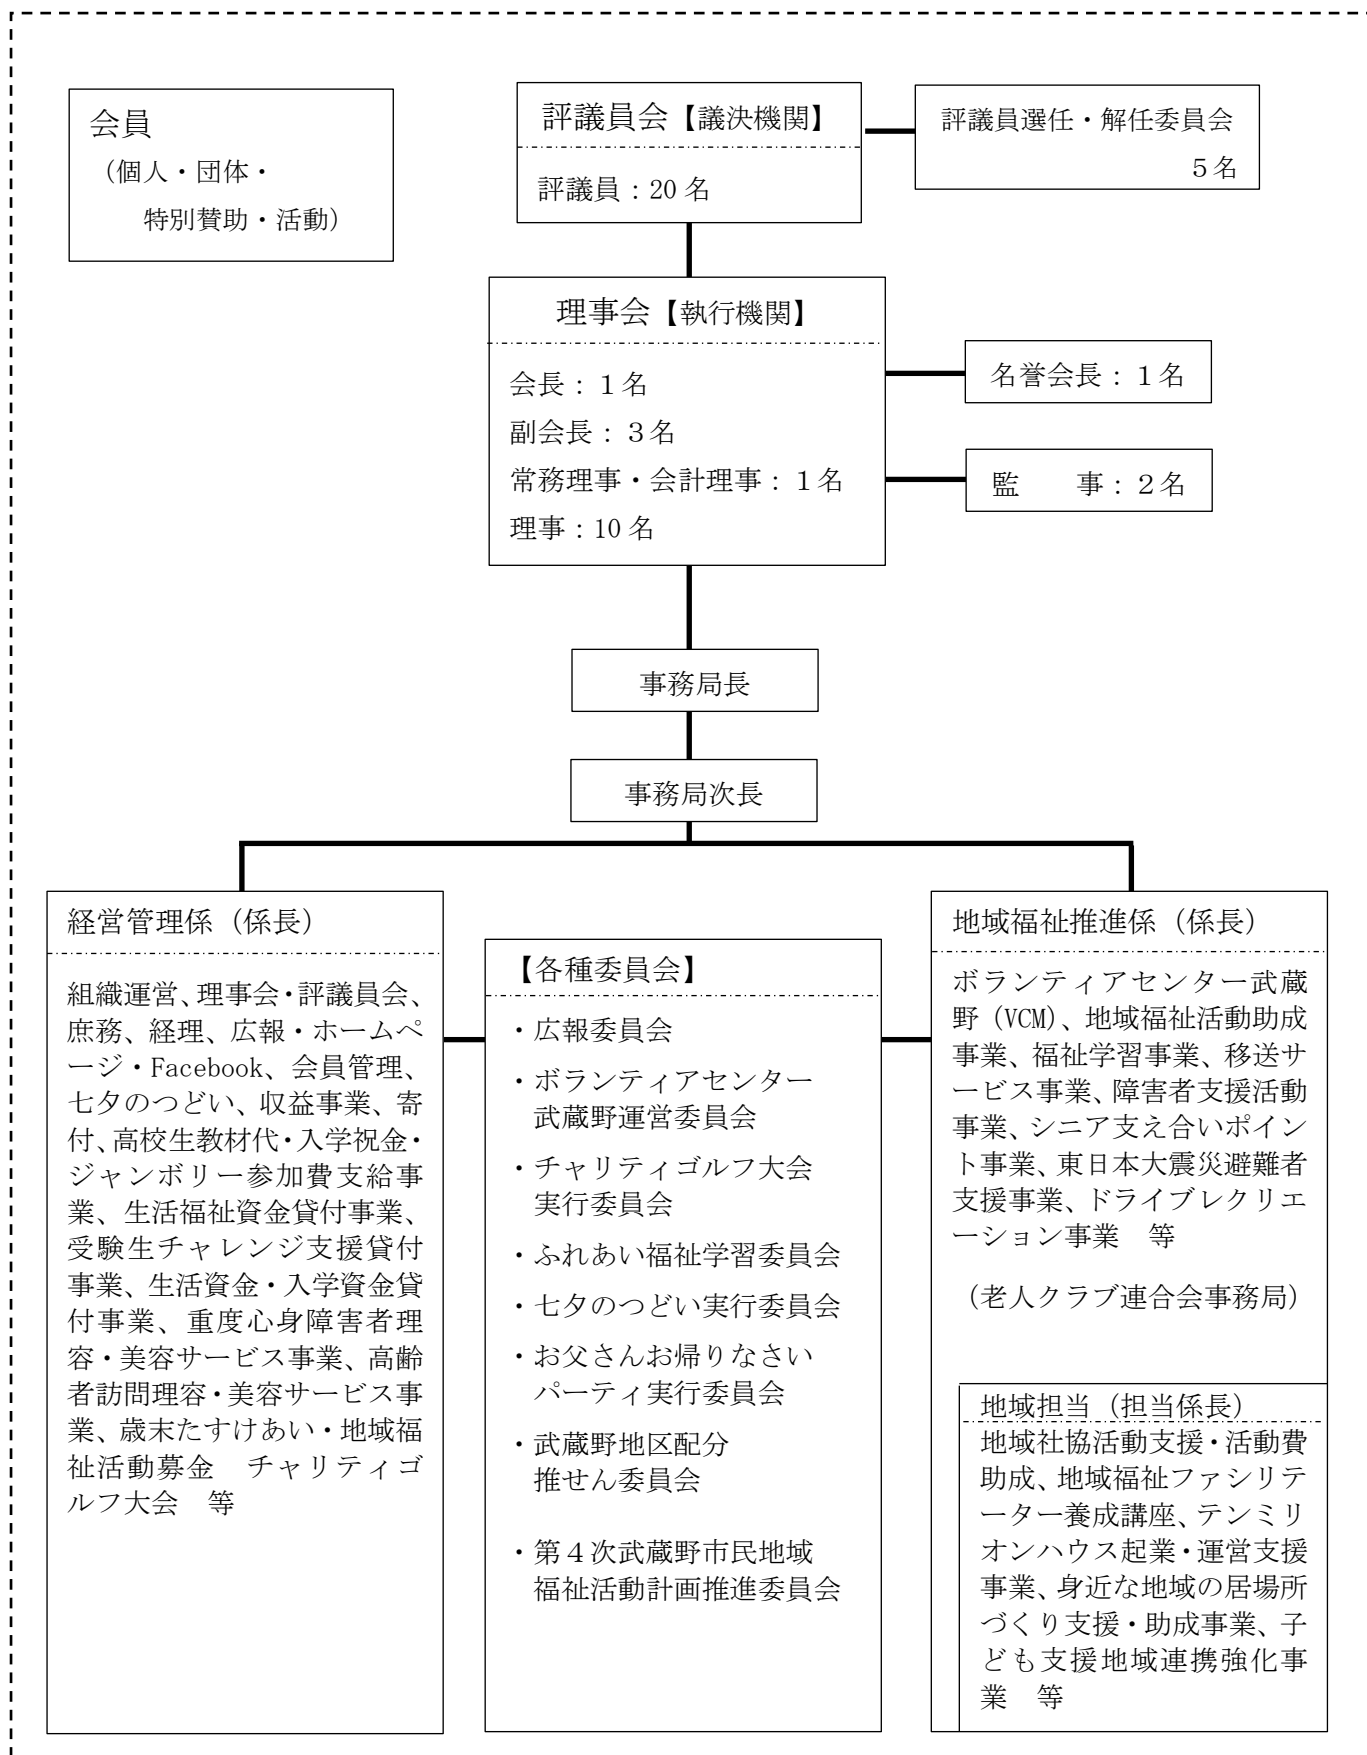 会員
（個人・団体・
特別賛助・活動）
評議員会【議決機関】
評議員：20 名
評議員選任・解任委員会
５名
理事会【執行機関】
会長：１名
副会長：３名
常務理事・会計理事：１名
理事：10 名
名誉会長：１名
監　　事：２名
事務局長
事務局次長
経営管理係（係長）
組織運営、理事会・評議員会、
庶務、経理、広報・ホームペ
ージ・Facebook、会員管理、
七夕のつどい、収益事業、寄
付、高校生教材代・入学祝金・
ジャンボリー参加費支給事
業、生活福祉資金貸付事業、
受験生チャレンジ支援貸付
事業、生活資金・入学資金貸
付事業、重度心身障害者理
容・美容サービス事業、高齢
者訪問理容・美容サービス事
業、歳末たすけあい・地域福
祉活動募金　チャリティゴ
ルフ大会　等
【各種委員会】
・広報委員会
・ボランティアセンター
武蔵野運営委員会
・チャリティゴルフ大会
実行委員会
・ふれあい福祉学習委員会
・七夕のつどい実行委員会
・お父さんお帰りなさい
パーティ実行委員会
・武蔵野地区配分
推せん委員会
・第４次武蔵野市民地域
福祉活動計画推進委員会
地域福祉推進係（係長）
ボランティアセンター武蔵
野（VCM）、地域福祉活動助成
事業、福祉学習事業、移送サ
ービス事業、障害者支援活動
事業、シニア支え合いポイン
ト事業、東日本大震災避難者
支援事業、ドライブレクリエ
ーション事業　等
（老人クラブ連合会事務局）
地域担当（担当係長）
地域社協活動支援・活動費
助成、地域福祉ファシリテ
ーター養成講座、テンミリ
オンハウス起業・運営支援
事業、身近な地域の居場所
づくり支援・助成事業、子
ども支援地域連携強化事
業　等